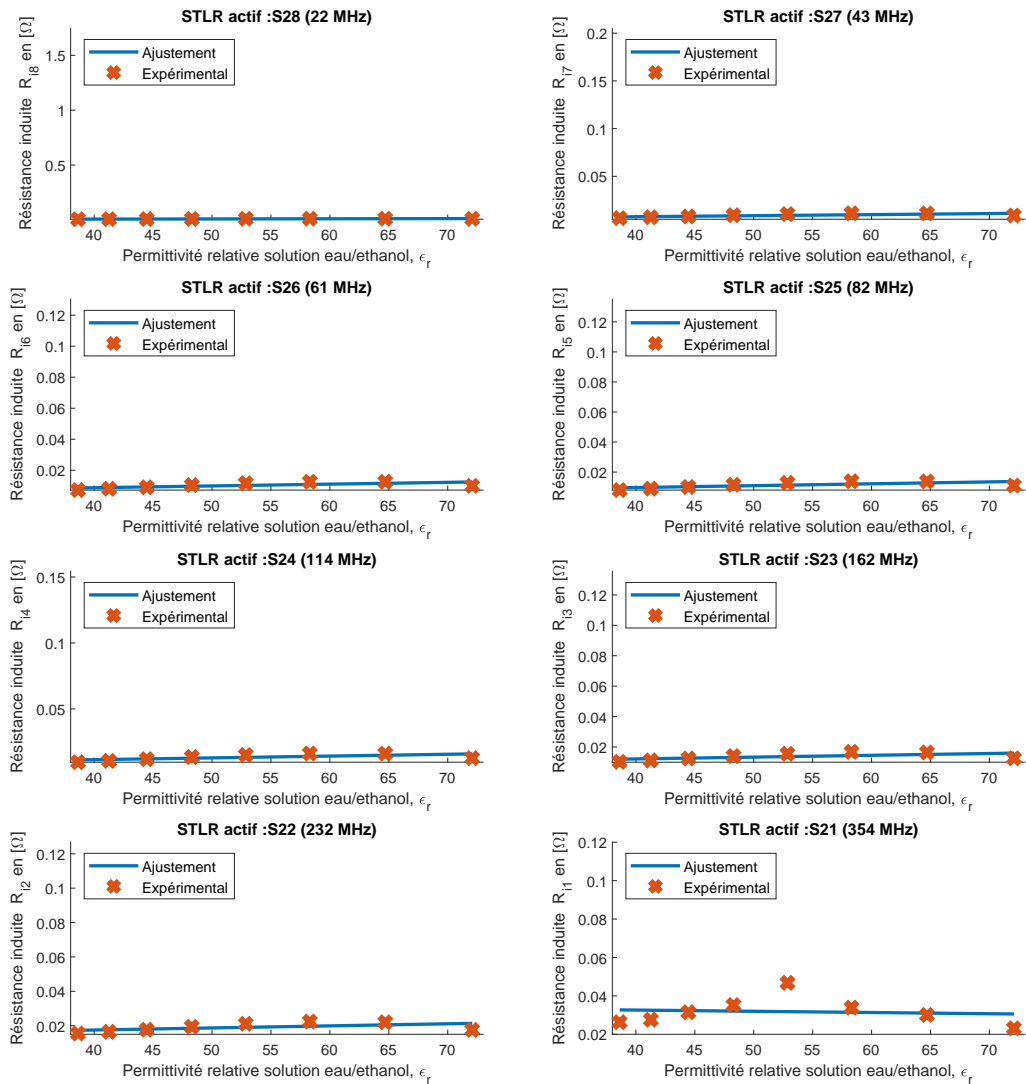 STLR actif :S28 (22 MHz)
Résistance induite R_i8 en [Ω]
1.5
1
0.5
Ajustement
Expérimental
40 45 50 55 60 65 70
Permittivité relative solution eau/ethanol, ϵ_r
STLR actif :S27 (43 MHz)
Résistance induite R_i7 en [Ω]
0.2
0.15
0.1
0.05
Ajustement
Expérimental
40 45 50 55 60 65 70
Permittivité relative solution eau/ethanol, ϵ_r
STLR actif :S26 (61 MHz)
Résistance induite R_i6 en [Ω]
0.12
0.1
0.08
0.06
0.04
0.02
Ajustement
Expérimental
40 45 50 55 60 65 70
Permittivité relative solution eau/ethanol, ϵ_r
STLR actif :S25 (82 MHz)
Résistance induite R_i5 en [Ω]
0.12
0.1
0.08
0.06
0.04
0.02
Ajustement
Expérimental
40 45 50 55 60 65 70
Permittivité relative solution eau/ethanol, ϵ_r
STLR actif :S24 (114 MHz)
Résistance induite R_i4 en [Ω]
0.15
0.1
0.05
Ajustement
Expérimental
40 45 50 55 60 65 70
Permittivité relative solution eau/ethanol, ϵ_r
STLR actif :S23 (162 MHz)
Résistance induite R_i3 en [Ω]
0.12
0.1
0.08
0.06
0.04
0.02
Ajustement
Expérimental
40 45 50 55 60 65 70
Permittivité relative solution eau/ethanol, ϵ_r
STLR actif :S22 (232 MHz)
Résistance induite R_i2 en [Ω]
0.12
0.1
0.08
0.06
0.04
0.02
Ajustement
Expérimental
40 45 50 55 60 65 70
Permittivité relative solution eau/ethanol, ϵ_r
STLR actif :S21 (354 MHz)
Résistance induite R_i1 en [Ω]
0.12
0.1
0.08
0.06
0.04
0.02
Ajustement
Expérimental
40 45 50 55 60 65 70
Permittivité relative solution eau/ethanol, ϵ_r